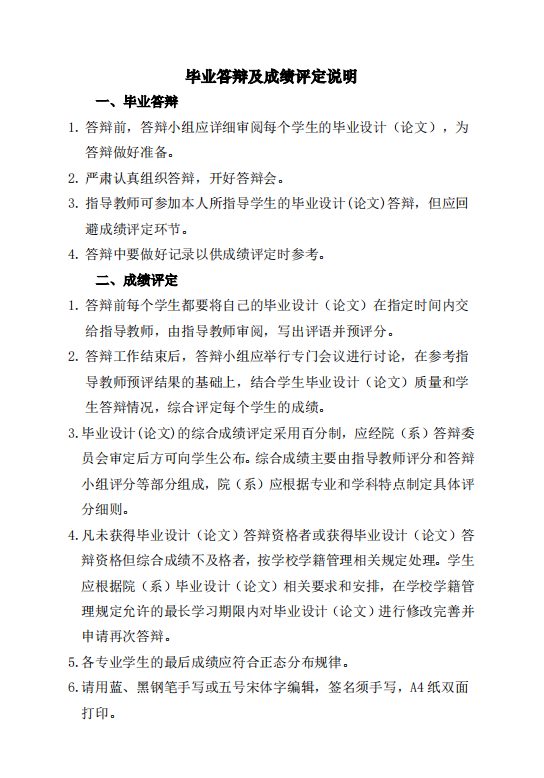 毕业答辩及成绩评定说明
一、毕业答辩
1. 答辩前，答辩小组应详细审阅每个学生的毕业设计（论文），为
答辩做好准备。
2. 严肃认真组织答辩，开好答辩会。
3. 指导教师可参加本人所指导学生的毕业设计(论文)答辩，但应回
避成绩评定环节。
4. 答辩中要做好记录以供成绩评定时参考。
二、成绩评定
1. 答辩前每个学生都要将自己的毕业设计（论文）在指定时间内交
给指导教师，由指导教师审阅，写出评语并预评分。
2. 答辩工作结束后，答辩小组应举行专门会议进行讨论，在参考指
导教师预评结果的基础上，结合学生毕业设计（论文）质量和学
生答辩情况，综合评定每个学生的成绩。
3.毕业设计(论文)的综合成绩评定采用百分制，应经院（系）答辩委
员会审定后方可向学生公布。综合成绩主要由指导教师评分和答辩
小组评分等部分组成，院（系）应根据专业和学科特点制定具体评
分细则。
4.凡未获得毕业设计（论文）答辩资格者或获得毕业设计（论文）答
辩资格但综合成绩不及格者，按学校学籍管理相关规定处理。学生
应根据院（系）毕业设计（论文）相关要求和安排，在学校学籍管
理规定允许的最长学习期限内对毕业设计（论文）进行修改完善并
申请再次答辩。
5.各专业学生的最后成绩应符合正态分布规律。
6.请用蓝、黑钢笔手写或五号宋体字编辑，签名须手写，A4 纸双面
打印。